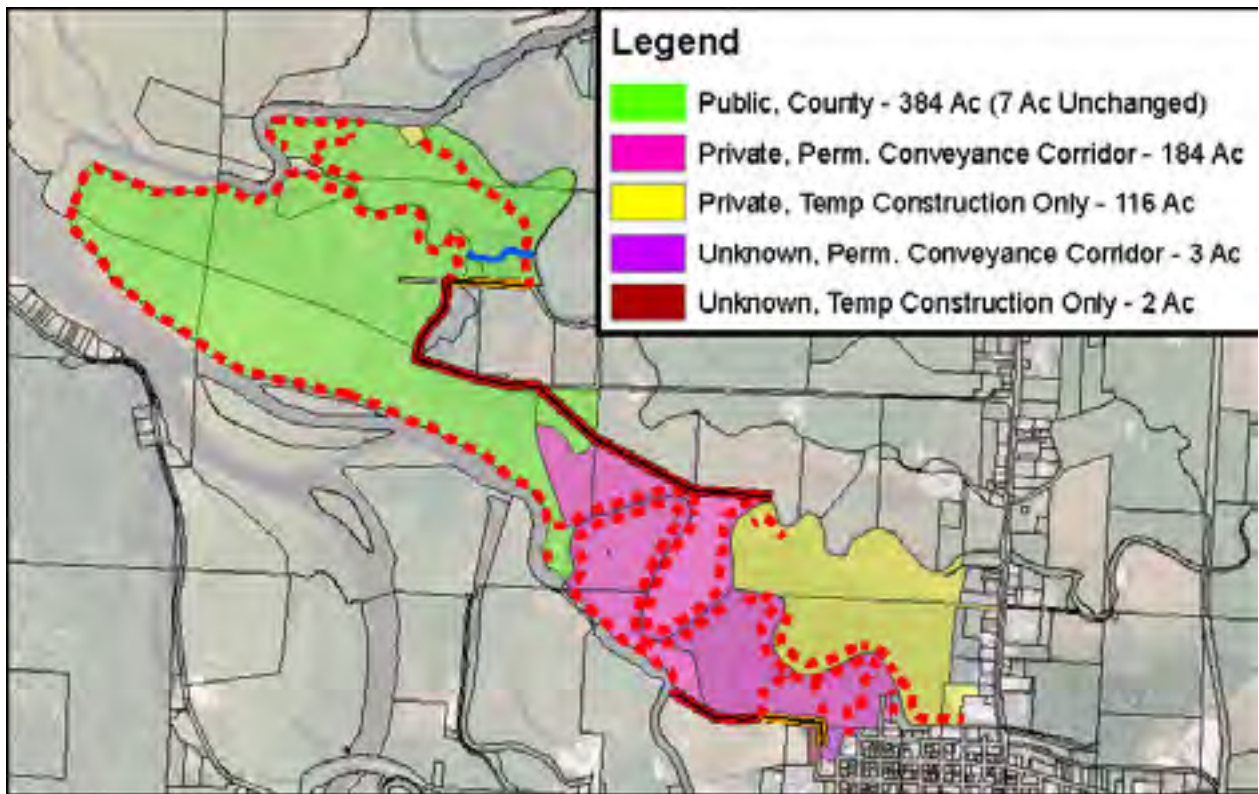 Legend
Public, County - 384 Ac (7 Ac Unchanged)
Private, Perm. Conveyance Corridor - 184 Ac
Private, Temp Construction Only - 116 Ac
Unknown, Perm. Conveyance Corridor - 3 Ac
Unknown, Temp Construction Only - 2 Ac